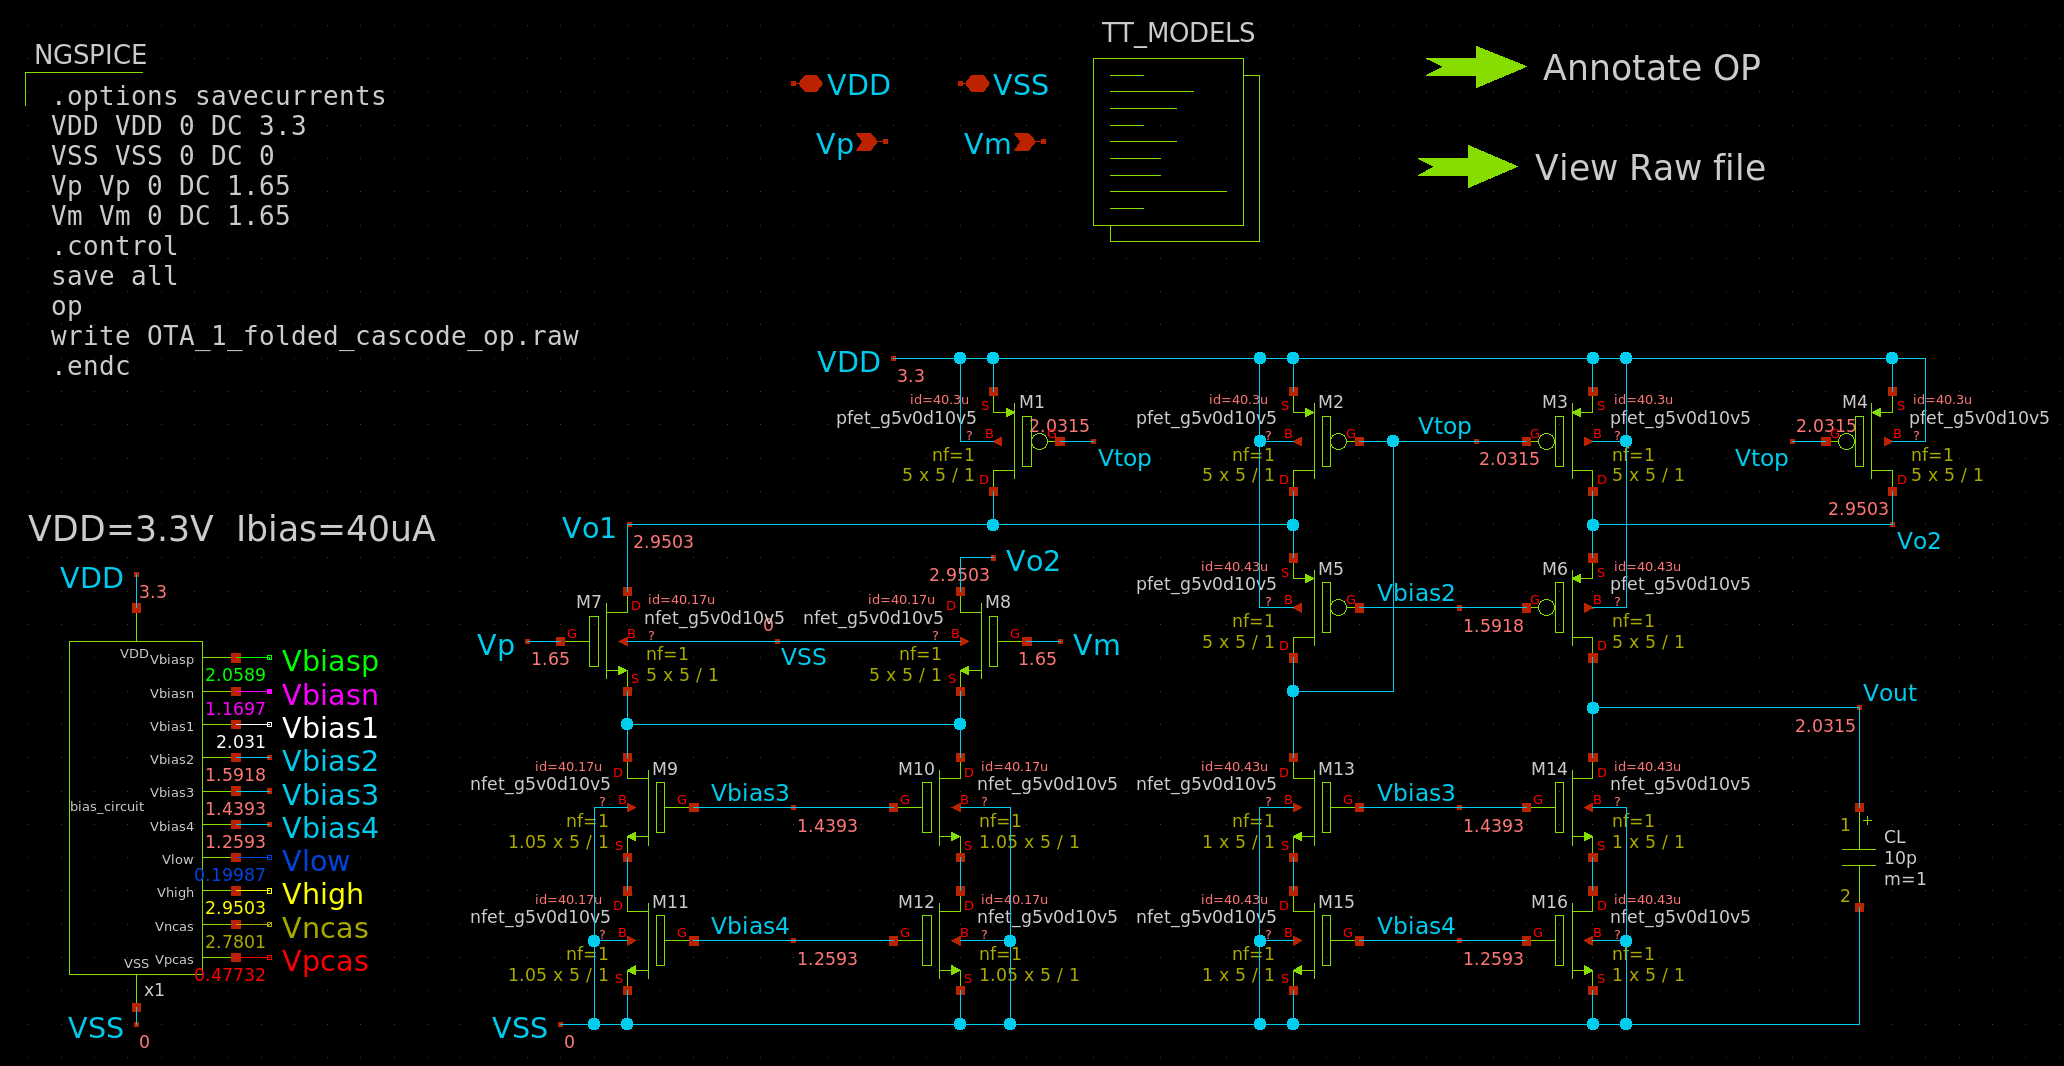 NGSPICE
.options savecurrents
VDD VDD 0 DC 3.3
VSS VSS 0 DC 0
Vp Vp 0 DC 1.65
Vm Vm 0 DC 1.65
.control
save all
op
write OTA_1_folded_cascode_op.raw
.endc
VDD
VSS
Vp
Vm
TT_MODELS
Annotate OP
View Raw file
VDD=3.3V Ibias=40uA
VDD
3.3
VDD
bias_circuit
Vbiasp
2.0589
Vbiasp
Vbiasn
1.1697
Vbiasn
Vbias1
2.031
Vbias1
Vbias2
1.5918
Vbias2
Vbias3
1.4393
Vbias3
Vbias4
1.2593
Vbias4
Vlow
0.19987
Vlow
Vhigh
2.9503
Vhigh
Vncas
2.7801
Vncas
VSS
Vpcas
0.47732
Vpcas
x1
VSS
0
VDD
3.3
id=40.3u
S
M1
pfet_g5v0d10v5
2.0315
? B G
nf=1
5 x 5 / 1
D
Vtop
id=40.3u
S
M2
pfet_g5v0d10v5
? B G
nf=1
5 x 5 / 1
D
Vtop
2.0315
M3
id=40.3u
S
pfet_g5v0d10v5
G B ?
nf=1
5 x 5 / 1
D
M4
id=40.3u
S
pfet_g5v0d10v5
2.0315
G B ?
Vtop
nf=1
5 x 5 / 1
D
2.9503
Vo2
Vo1
2.9503
Vo2
2.9503
M7
id=40.17u
D
nfet_g5v0d10v5
G B ?
Vp
1.65
nf=1
5 x 5 / 1
S
0
VSS
id=40.17u
M8
D
nfet_g5v0d10v5
? B G
Vm
1.65
nf=1
5 x 5 / 1
S
id=40.43u
S
M5
pfet_g5v0d10v5
? B G
nf=1
5 x 5 / 1
D
Vbias2
1.5918
M6
id=40.43u
S
pfet_g5v0d10v5
G B ?
nf=1
5 x 5 / 1
D
Vout
2.0315
id=40.17u
D
M9
nfet_g5v0d10v5
? B G
nf=1
1.05 x 5 / 1
S
Vbias3
1.4393
M10
id=40.17u
D
nfet_g5v0d10v5
G B ?
nf=1
1.05 x 5 / 1
S
id=40.43u
D
M13
nfet_g5v0d10v5
? B G
nf=1
1 x 5 / 1
S
Vbias3
1.4393
M14
id=40.43u
D
nfet_g5v0d10v5
G B ?
nf=1
1 x 5 / 1
S
1 +
CL
10p
m=1
2
id=40.17u
D
M11
nfet_g5v0d10v5
? B G
nf=1
1.05 x 5 / 1
S
Vbias4
1.2593
M12
id=40.17u
D
nfet_g5v0d10v5
G B ?
nf=1
1.05 x 5 / 1
S
id=40.43u
D
M15
nfet_g5v0d10v5
? B G
nf=1
1 x 5 / 1
S
Vbias4
1.2593
M16
id=40.43u
D
nfet_g5v0d10v5
G B ?
nf=1
1 x 5 / 1
S
VSS
0